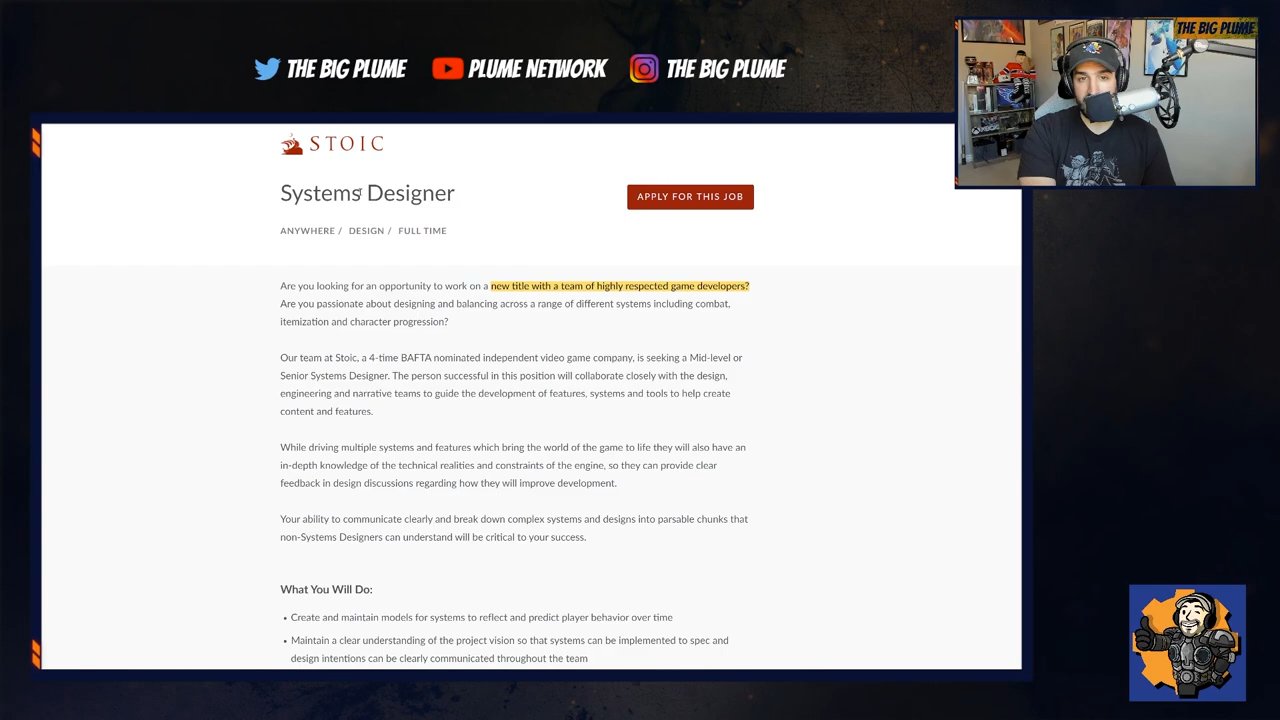 THE BIG PLUME
PLUME NETWORK
THE BIG PLUME
THE BIG PLUME
STOIC
Systems Designer
APPLY FOR THIS JOB
ANYWHERE / DESIGN / FULL TIME
Are you looking for an opportunity to work on a new title with a team of highly respected game developers?
Are you passionate about designing and balancing across a range of different systems including combat,
itemization and character progression?
Our team at Stoic, a 4-time BAFTA nominated independent video game company, is seeking a Mid-level or
Senior Systems Designer. The person successful in this position will collaborate closely with the design,
engineering and narrative teams to guide the development of features, systems and tools to help create
content and features.
While driving multiple systems and features which bring the world of the game to life they will also have an
in-depth knowledge of the technical realities and constraints of the engine, so they can provide clear
feedback in design discussions regarding how they will improve development.
Your ability to communicate clearly and break down complex systems and designs into parsable chunks that
non-Systems Designers can understand will be critical to your success.
What You Will Do:
• Create and maintain models for systems to reflect and predict player behavior over time
• Maintain a clear understanding of the project vision so that systems can be implemented to spec and
design intentions can be clearly communicated throughout the team